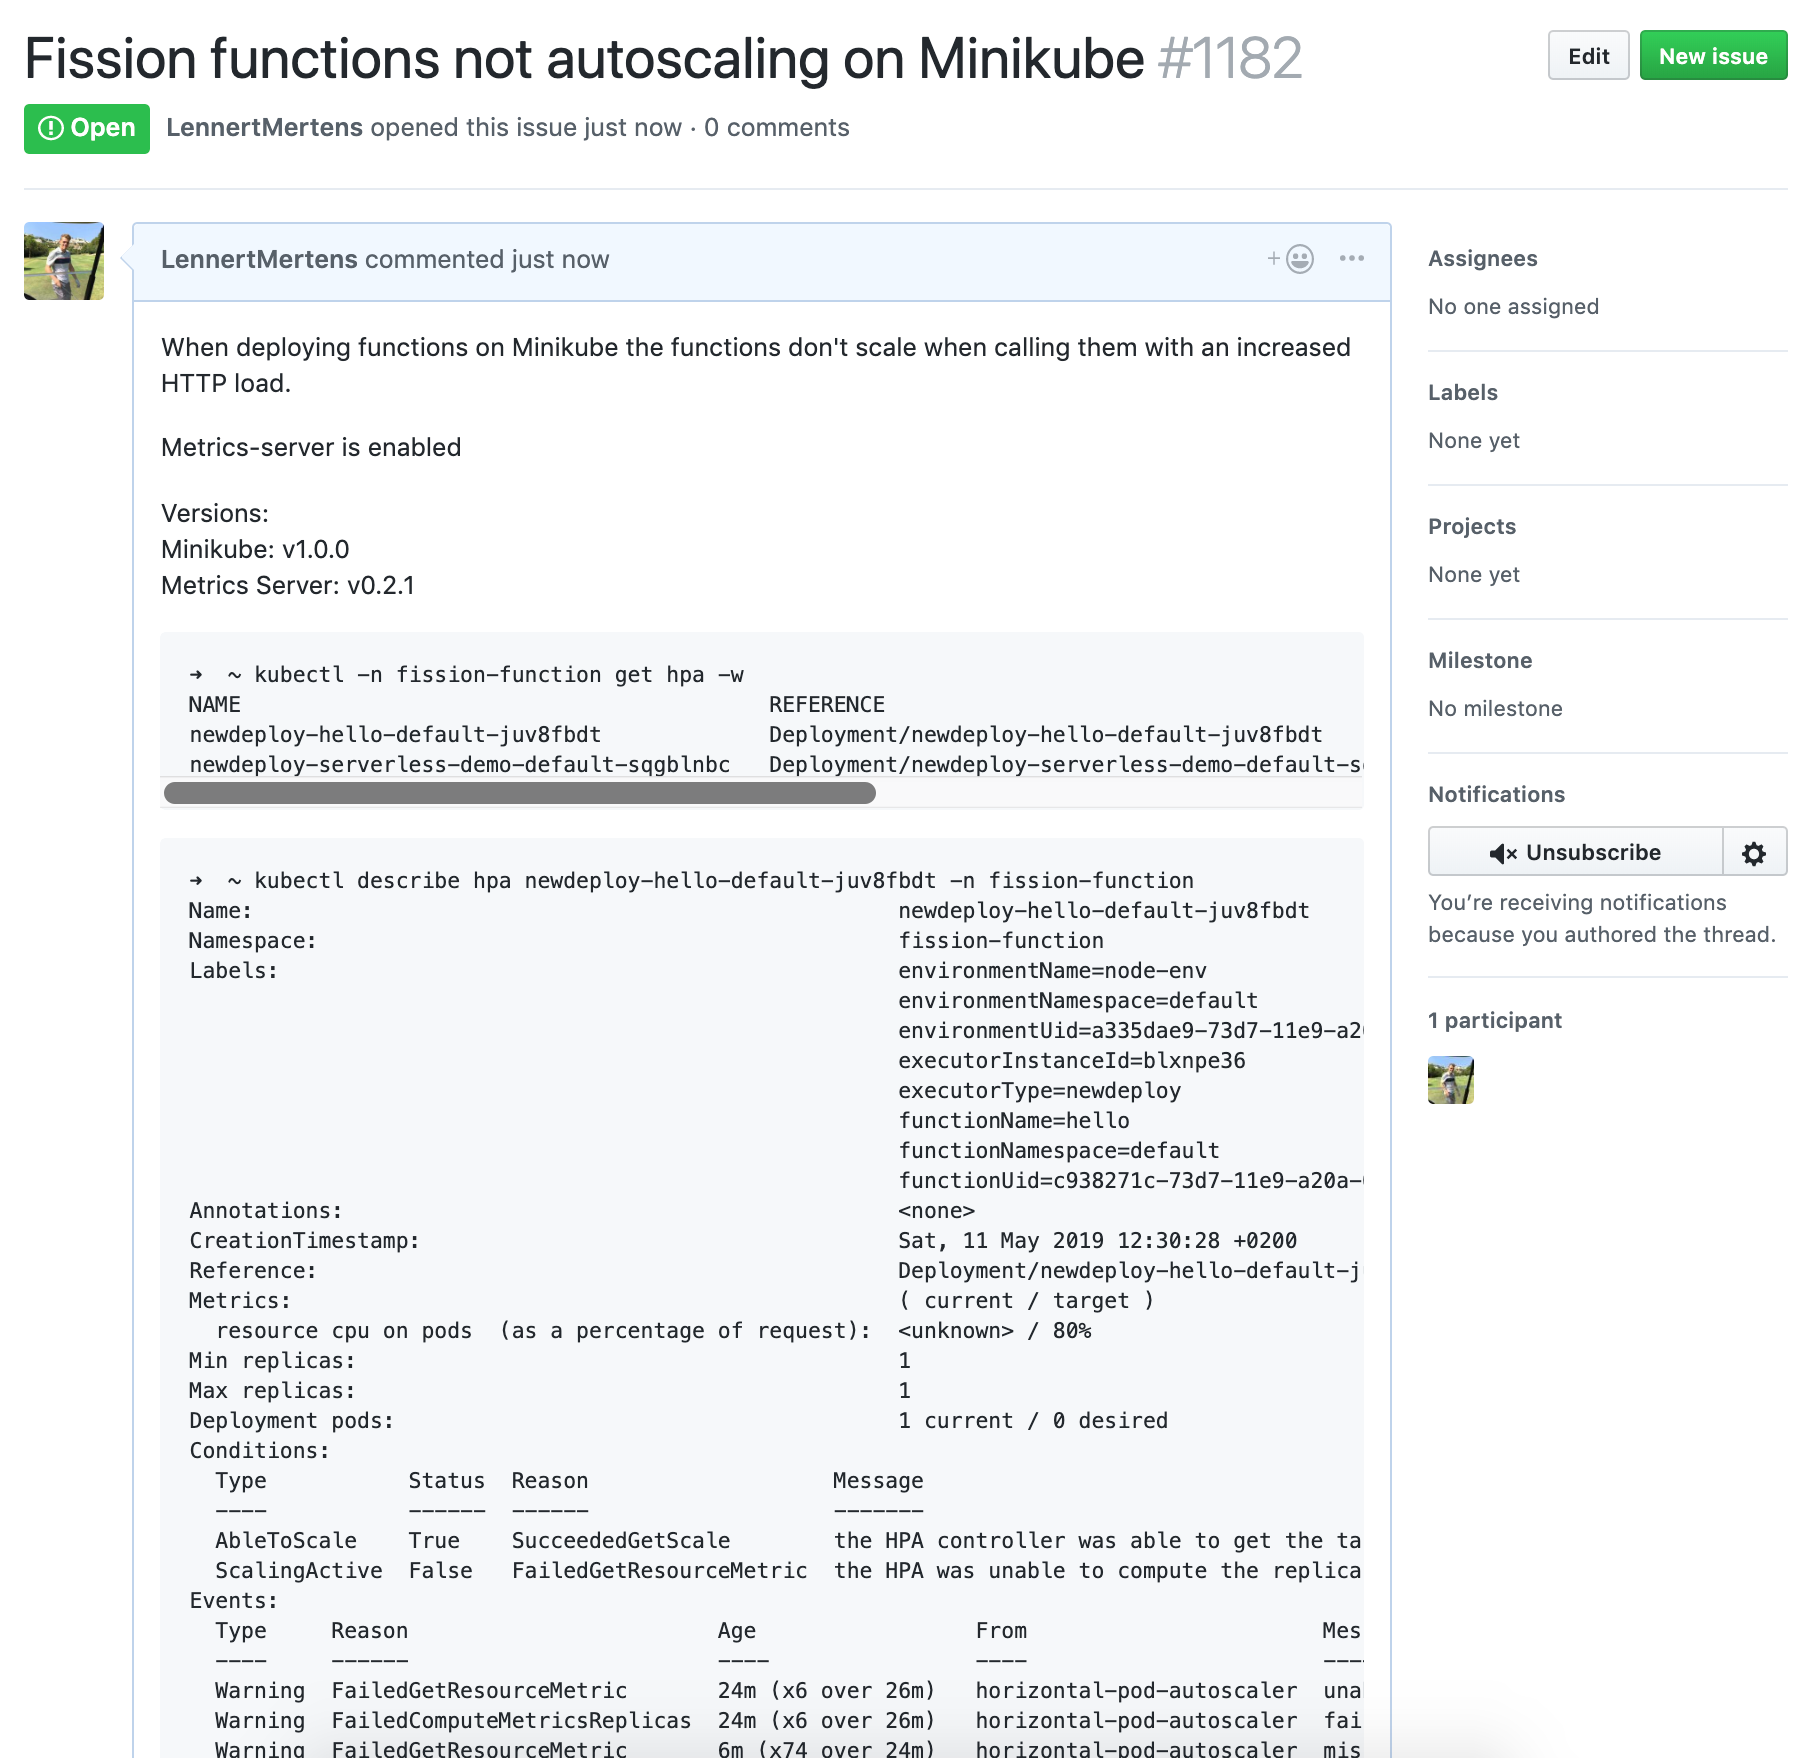 Fission functions not autoscaling on Minikube #1182
Edit
New issue
Open
LennertMertens opened this issue just now · 0 comments
LennertMertens commented just now
When deploying functions on Minikube the functions don't scale when calling them with an increased
HTTP load.
Metrics-server is enabled
Versions:
Minikube: v1.0.0
Metrics Server: v0.2.1
➜  ~ kubectl -n fission-function get hpa -w
NAME REFERENCE
newdeploy-hello-default-juv8fbdt Deployment/newdeploy-hello-default-juv8fbdt
newdeploy-serverless-demo-default-sqgblnbc Deployment/newdeploy-serverless-demo-default-s
➜  ~ kubectl describe hpa newdeploy-hello-default-juv8fbdt -n fission-function
Name: newdeploy-hello-default-juv8fbdt
Namespace: fission-function
Labels: environmentName=node-env
environmentNamespace=default
environmentUid=a335dae9-73d7-11e9-a2
executorInstanceId=blxnpe36
executorType=newdeploy
functionName=hello
functionNamespace=default
functionUid=c938271c-73d7-11e9-a20a-
Annotations: <none>
CreationTimestamp: Sat, 11 May 2019 12:30:28 +0200
Reference: Deployment/newdeploy-hello-default-j
Metrics: ( current / target )
resource cpu on pods  (as a percentage of request): <unknown> / 80%
Min replicas: 1
Max replicas: 1
Deployment pods: 1 current / 0 desired
Conditions:
Type Status Reason Message
---- ------ ------ -------
AbleToScale True SucceededGetScale the HPA controller was able to get the ta
ScalingActive False FailedGetResourceMetric the HPA was unable to compute the replica
Events:
Type Reason Age From Mes
---- ------ ---- ---- ---
Warning FailedGetResourceMetric 24m (x6 over 26m) horizontal-pod-autoscaler una
Warning FailedComputeMetricsReplicas 24m (x6 over 26m) horizontal-pod-autoscaler fai
Warning FailedGetResourceMetric 6m (x74 over 24m) horizontal-pod-autoscaler mis
Assignees
No one assigned
Labels
None yet
Projects
None yet
Milestone
No milestone
Notifications
Unsubscribe
You're receiving notifications
because you authored the thread.
1 participant